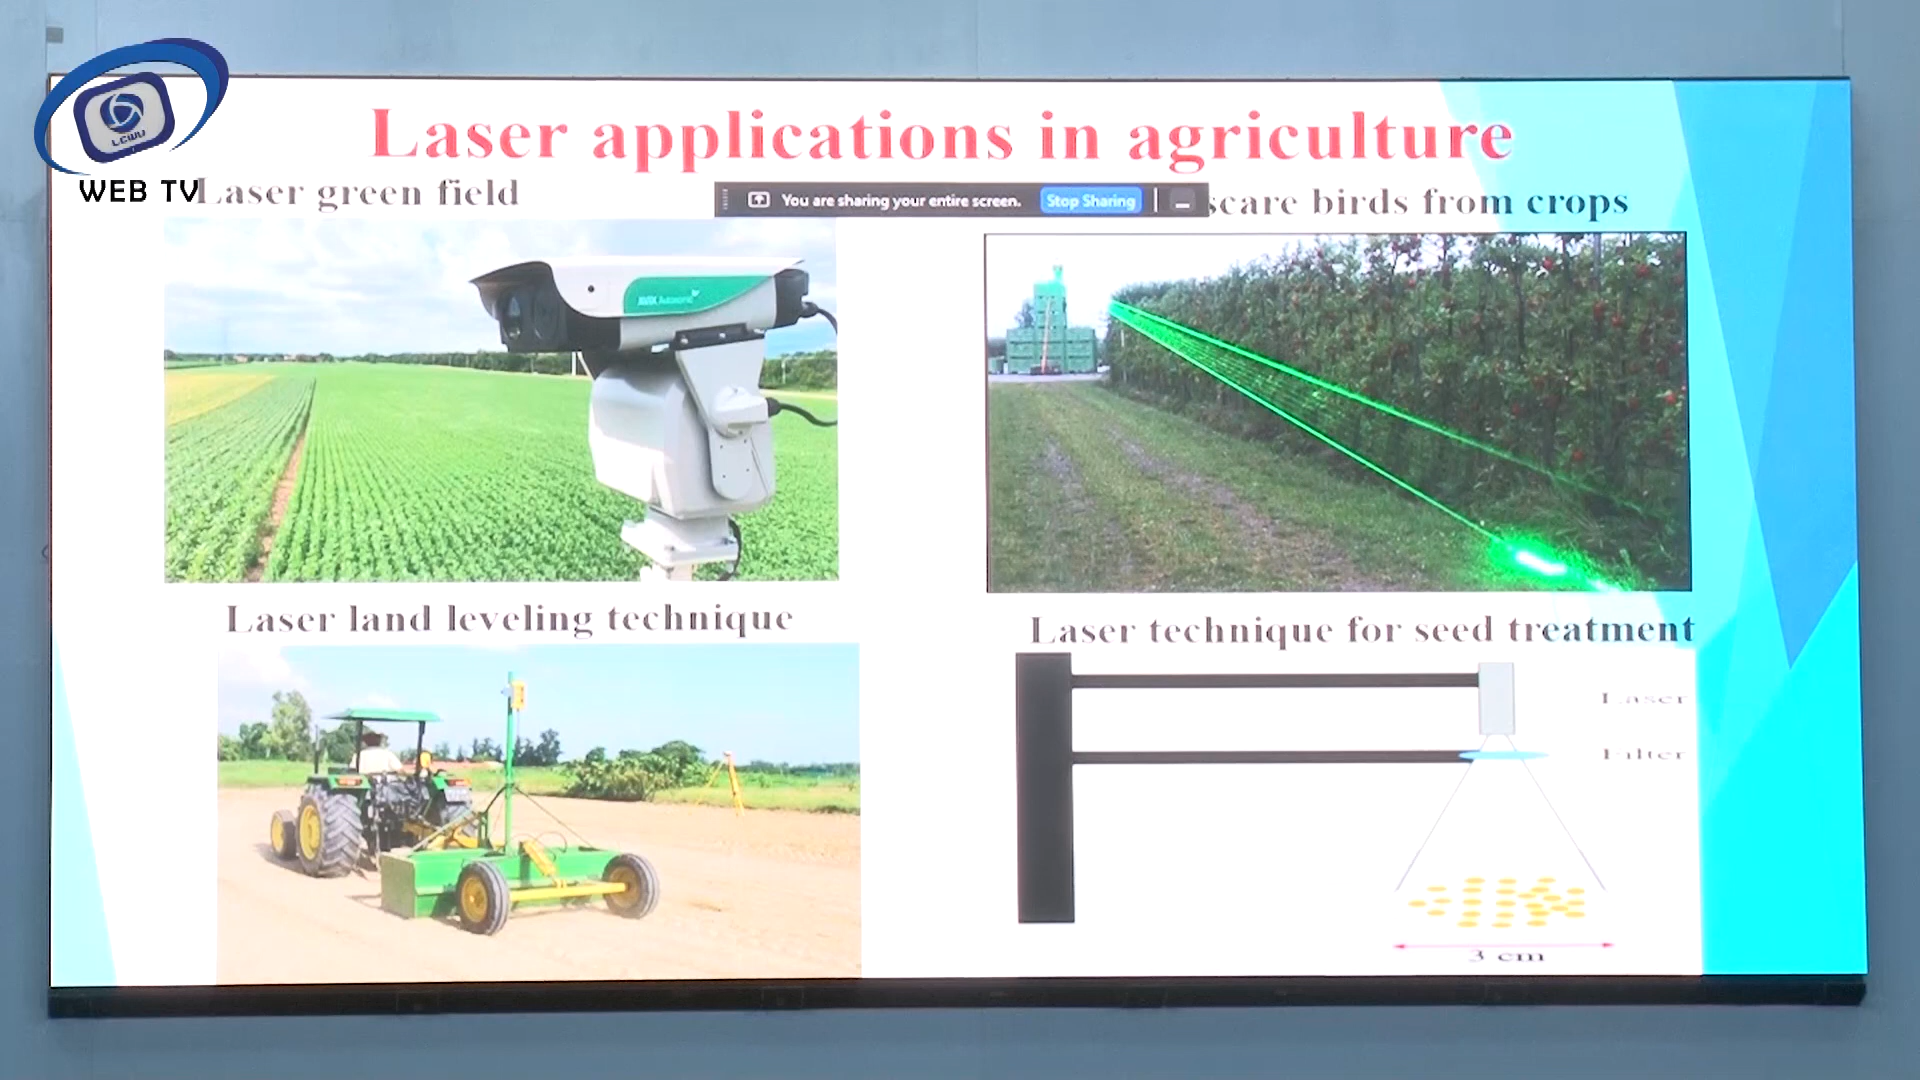 LCWU
WEB TV
Laser applications in agriculture
Laser green field
You are sharing your entire screen.
Stop Sharing
scare birds from crops
Laser land leveling technique
Laser technique for seed treatment
Laser
Filter
3 cm